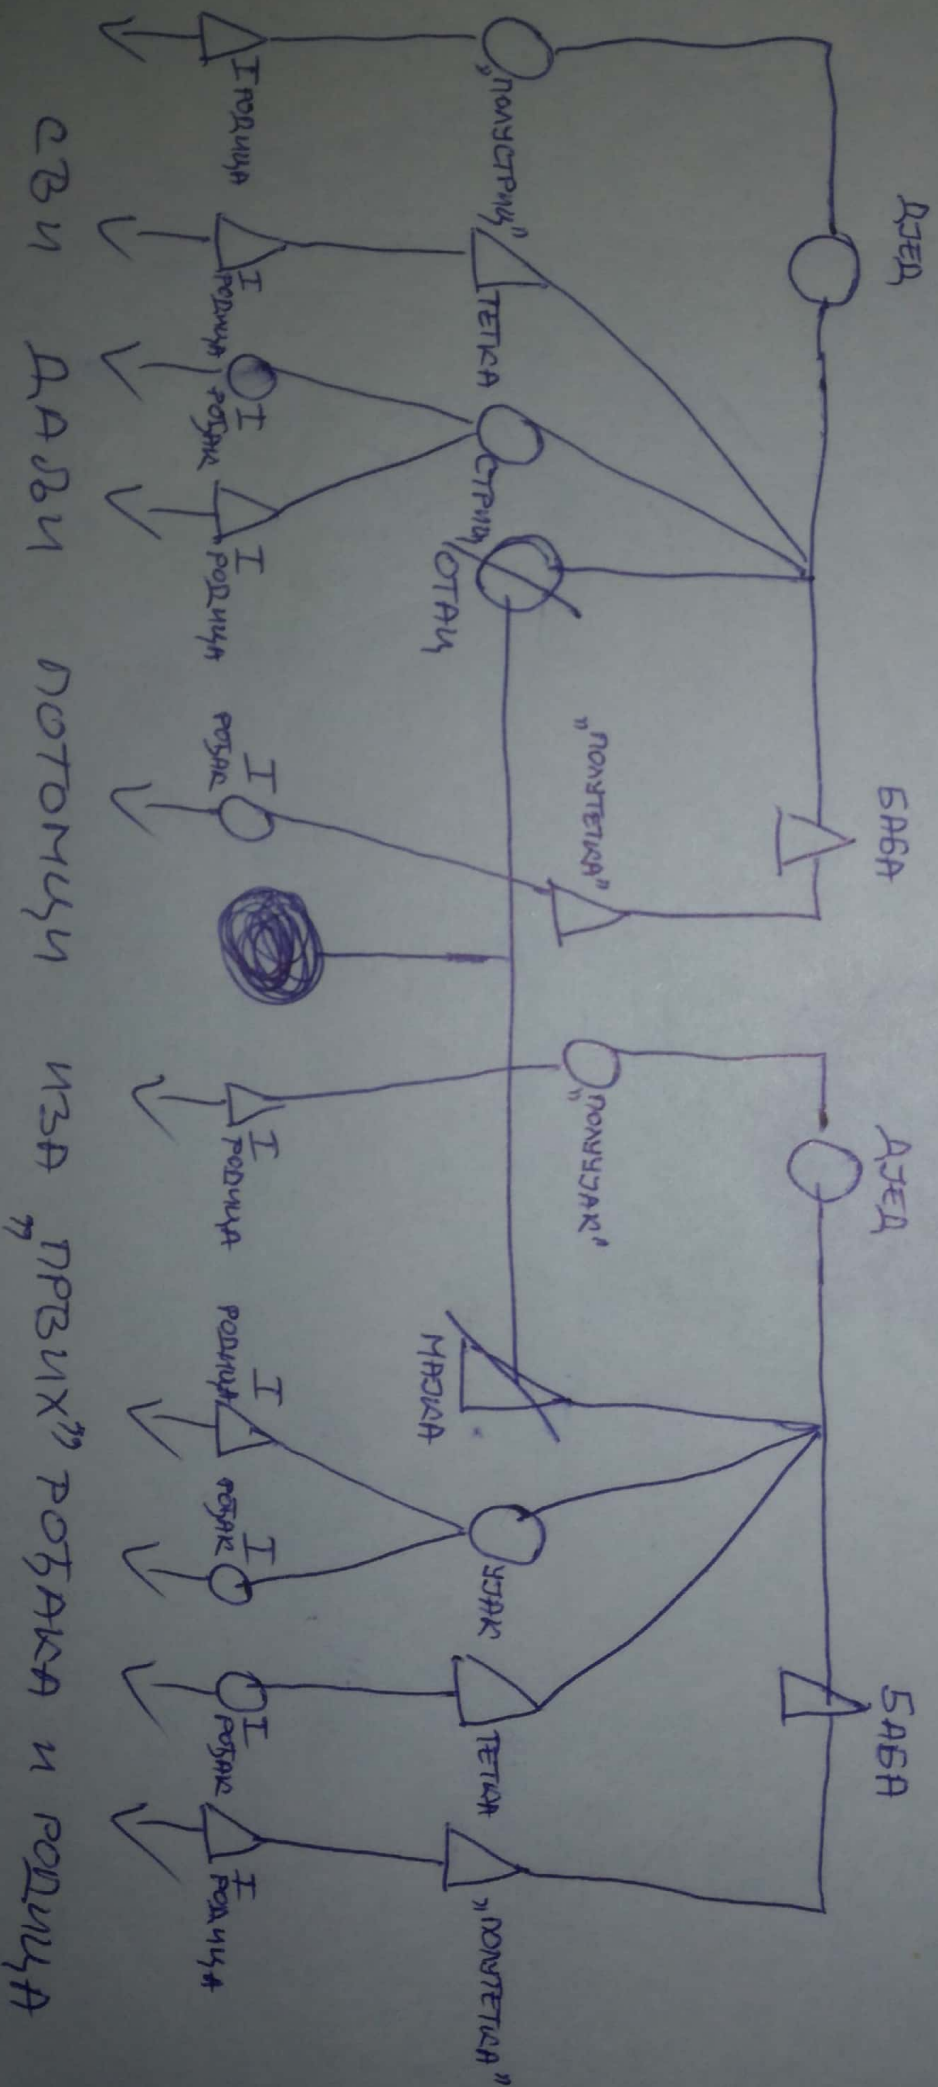 ДЈЕД
БАБА
ДЈЕД
БАБА
„ПОЛУСТРИЦ"
ТЕТКА
СТРИЦ
ОТАЦ
„ПОЛУТЕТКА"
„ПОЛУУЈАК"
МАЈКА
УЈАК
ТЕТКА
„ПОЛУТЕТКА"
I РОДИЦА
I
РОДИЦА
I
РОЂАК
I
РОДИЦА
I
РОЂАК
I
РОДИЦА
I
РОДИЦА
I
РОЂАК
I
РОЂАК
I
РОДИЦА
СВИ ДАЉИ ПОТОМЦИ ИЗА „ПРВИХ" РОЂАКА И РОДИЦА